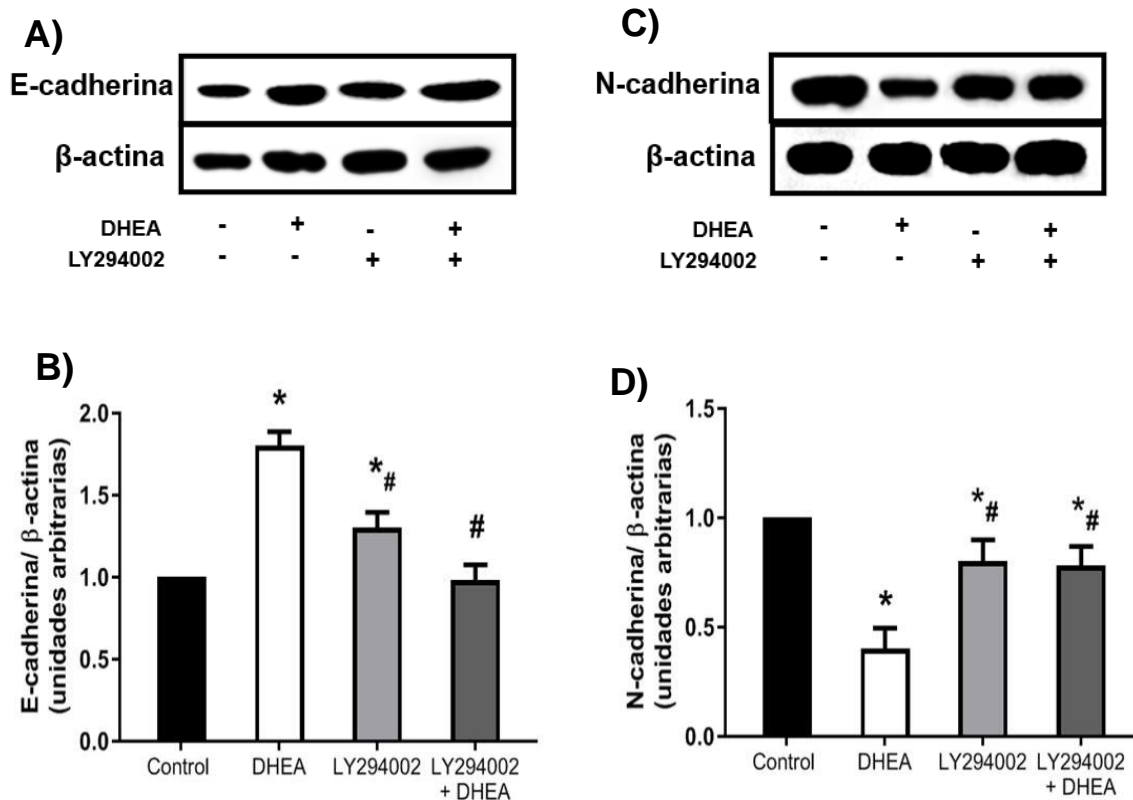 A)
E-cadherina
β-actina
DHEA - + - +
LY294002 - - + +
C)
N-cadherina
β-actina
DHEA - + - +
LY294002 - - + +
B)
E-cadherina/ β-actina
(unidades arbitrarias)
2.0
1.5
1.0
0.5
0.0
*
*#
#
Control DHEA LY294002 LY294002
+ DHEA
D)
N-cadherina/ β-actina
(unidades arbitrarias)
1.5
1.0
0.5
0.0
*
*#
*#
Control DHEA LY294002 LY294002
+ DHEA